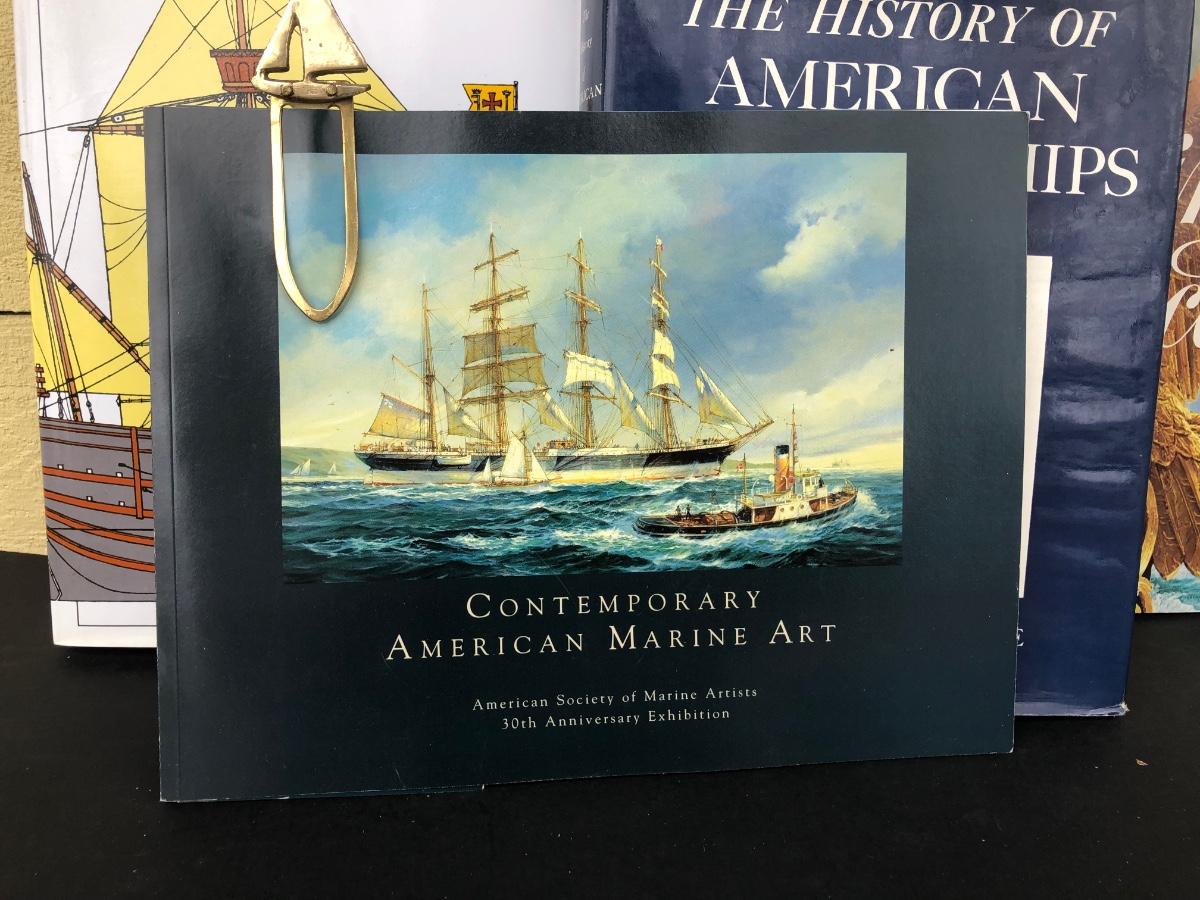 THE HISTORY OF
AMERICAN
HIPS
CONTEMPORARY
AMERICAN MARINE ART
American Society of Marine Artists
30th Anniversary Exhibition